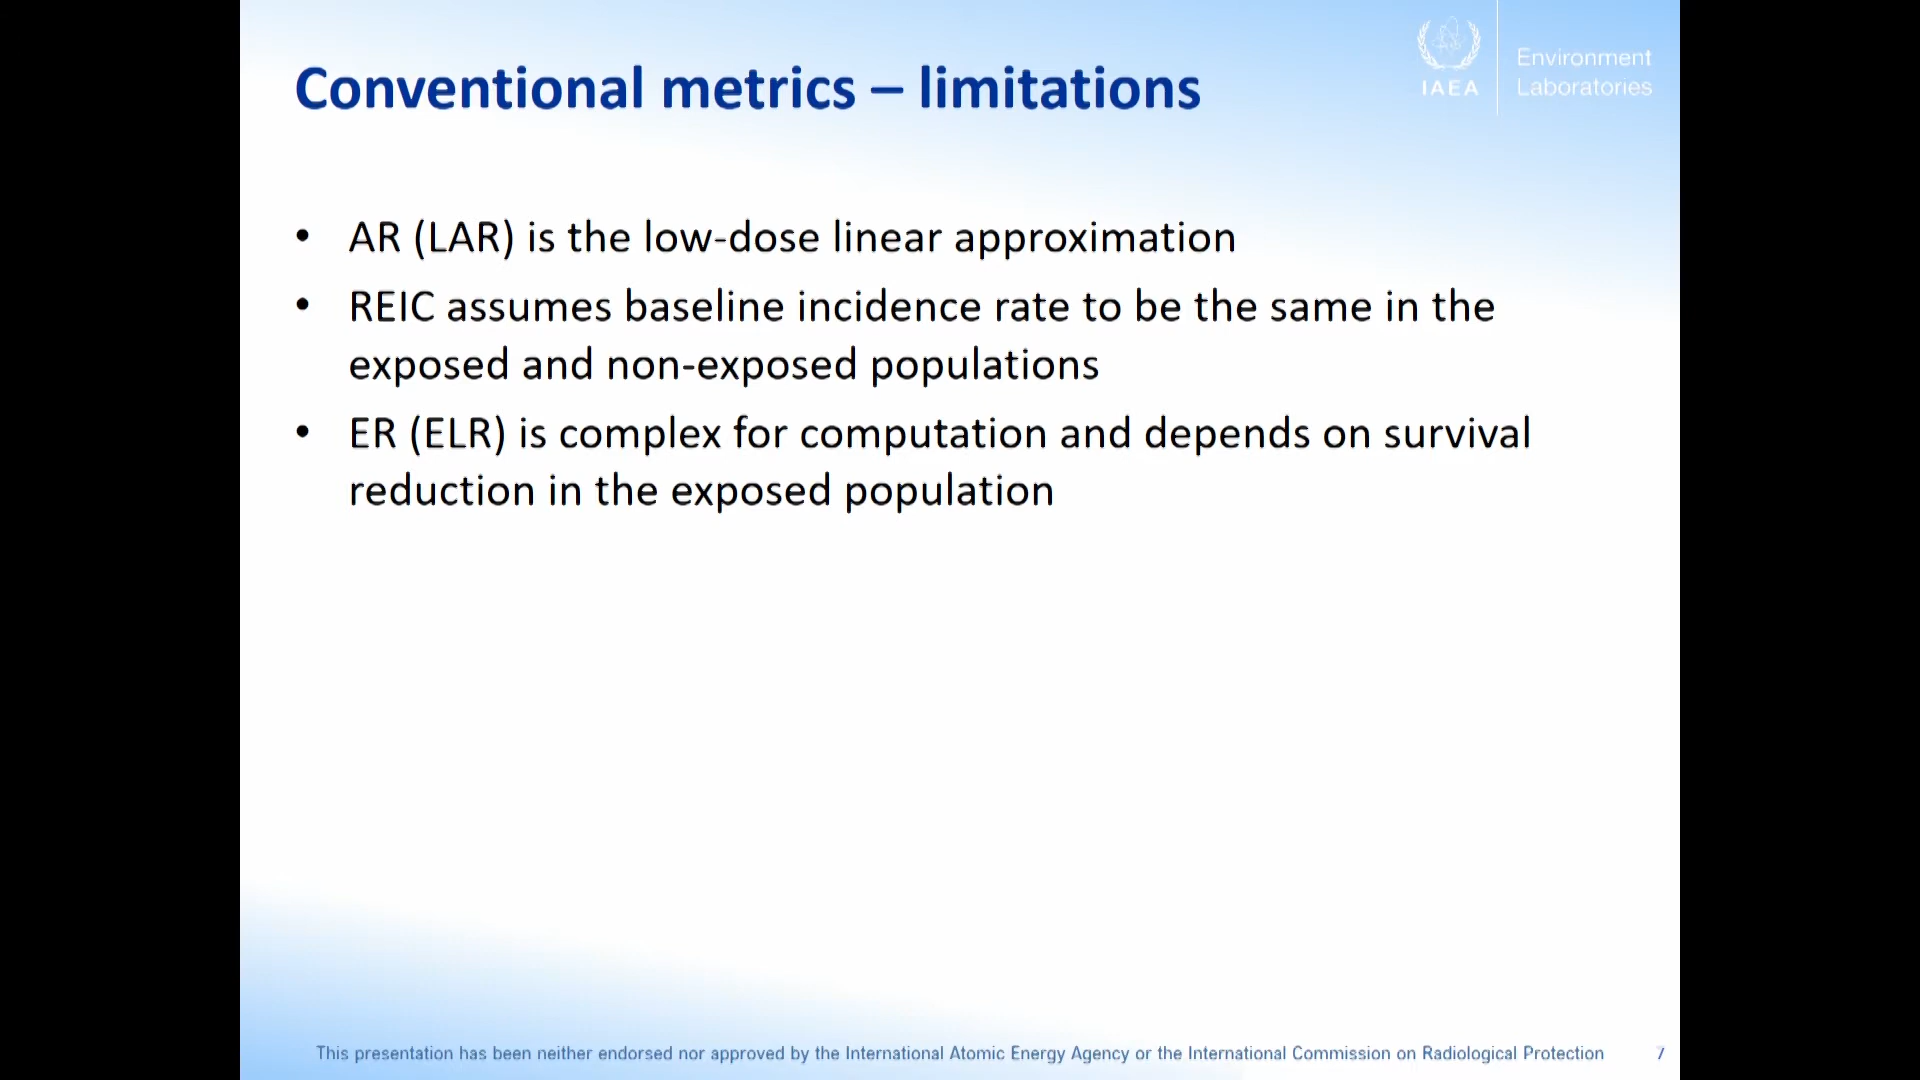 Conventional metrics – limitations
IAEA
Environment
Laboratories
• AR (LAR) is the low-dose linear approximation
• REIC assumes baseline incidence rate to be the same in the
exposed and non-exposed populations
• ER (ELR) is complex for computation and depends on survival
reduction in the exposed population
This presentation has been neither endorsed nor approved by the International Atomic Energy Agency or the International Commission on Radiological Protection
7